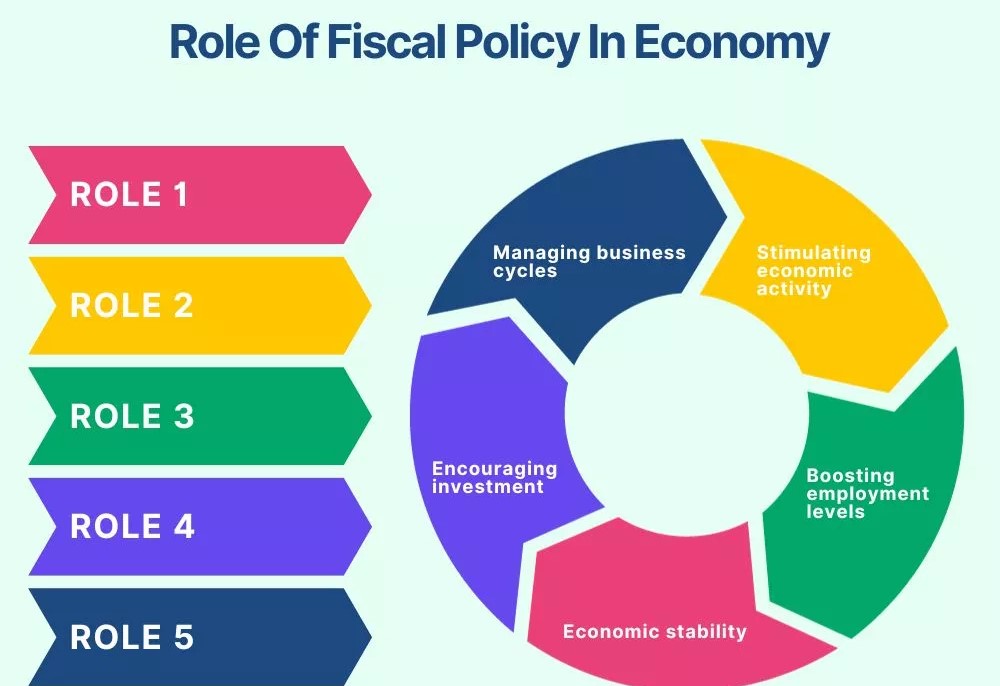 Role Of Fiscal Policy In Economy
ROLE 1
ROLE 2
ROLE 3
ROLE 4
ROLE 5
Managing business
cycles
Stimulating
economic
activity
Encouraging
investment
Boosting
employment
levels
Economic stability